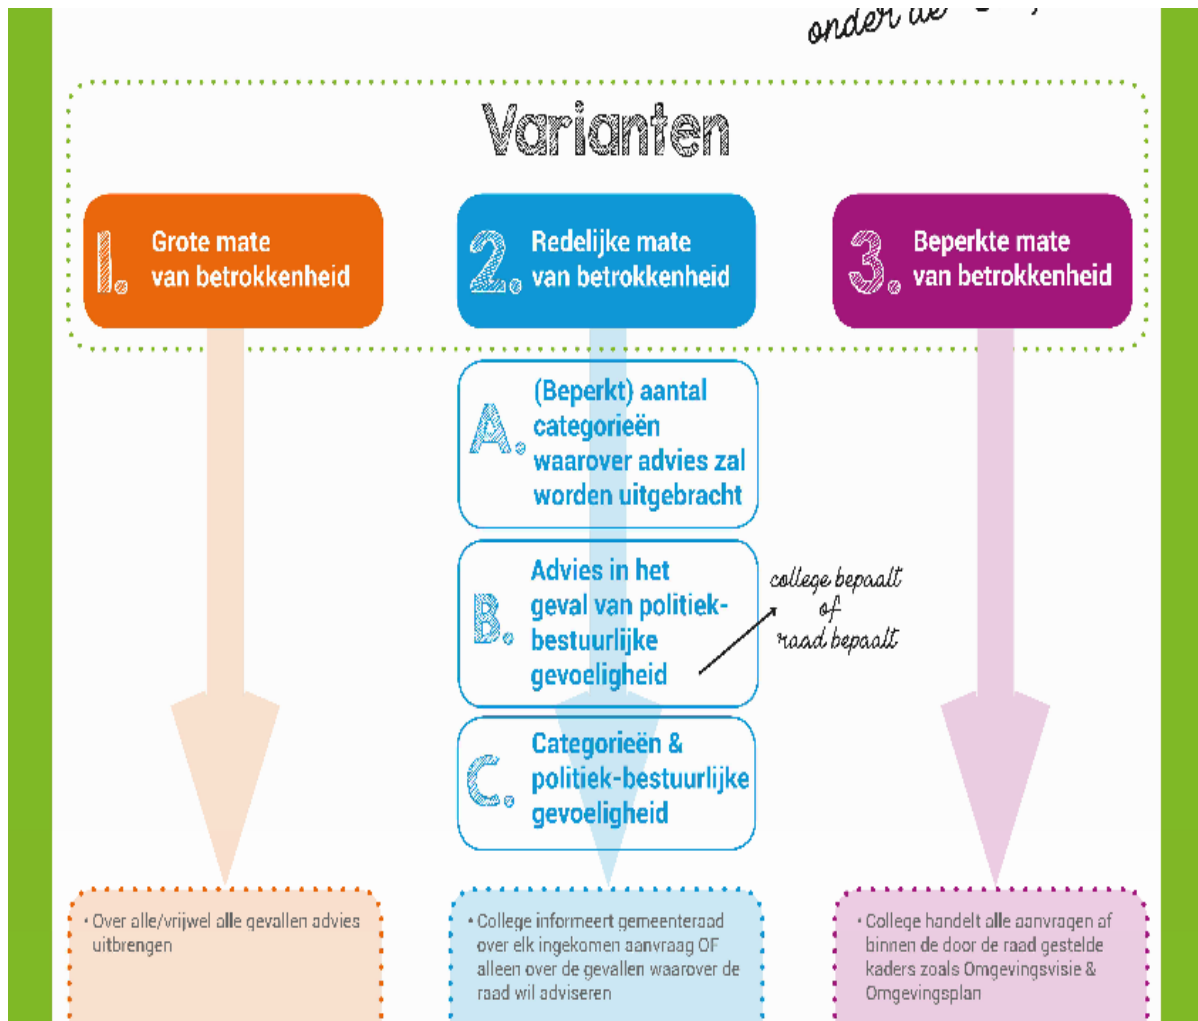 onder de
Varianten
1. Grote mate
van betrokkenheid
2. Redelijke mate
van betrokkenheid
3. Beperkte mate
van betrokkenheid
A. (Beperkt) aantal
categorieën
waarover advies zal
worden uitgebracht
B. Advies in het
geval van politiek-
bestuurlijke
gevoeligheid
college bepaalt
of
raad bepaalt
C. Categorieën &
politiek-bestuurlijke
gevoeligheid
• Over alle/vrijwel alle gevallen advies
uitbrengen
• College informeert gemeenteraad
over elk ingekomen aanvraag OF
alleen over de gevallen waarover de
raad wil adviseren
• College handelt alle aanvragen af
binnen de door de raad gestelde
kaders zoals Omgevingsvisie &
Omgevingsplan